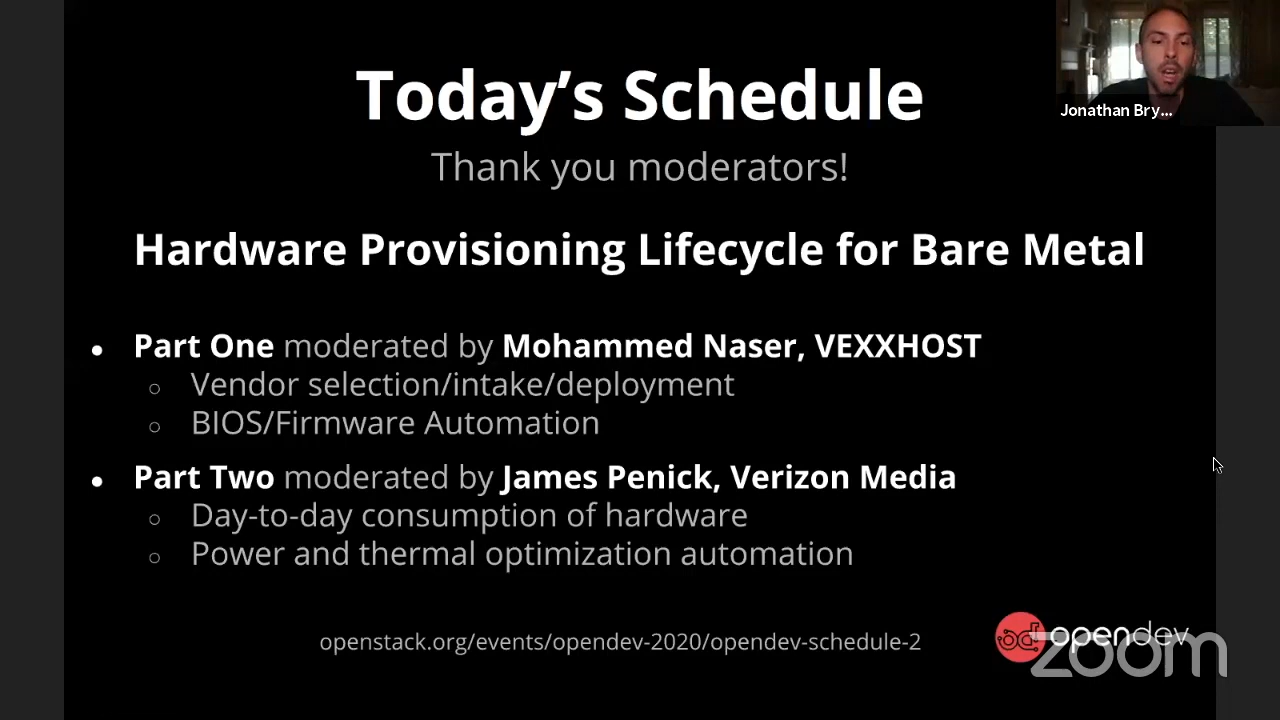 Today's Schedule
Jonathan Bry...
Thank you moderators!
Hardware Provisioning Lifecycle for Bare Metal
• Part One moderated by Mohammed Naser, VEXXHOST
○ Vendor selection/intake/deployment
○ BIOS/Firmware Automation
• Part Two moderated by James Penick, Verizon Media
○ Day-to-day consumption of hardware
○ Power and thermal optimization automation
openstack.org/events/opendev-2020/opendev-schedule-2
opendev
zoom